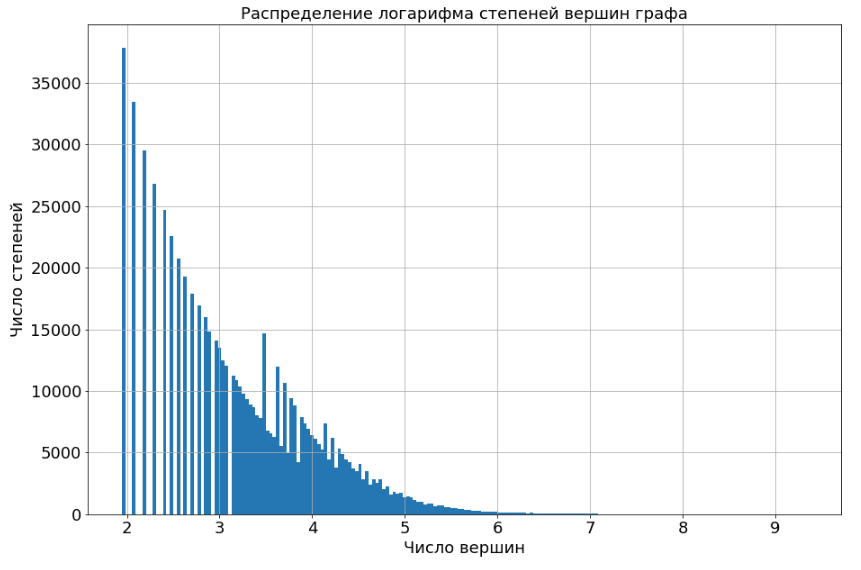 Распределение логарифма степеней вершин графа
35000
30000
25000
20000
15000
10000
5000
0
Число степеней
2 3 4 5 6 7 8 9
Число вершин